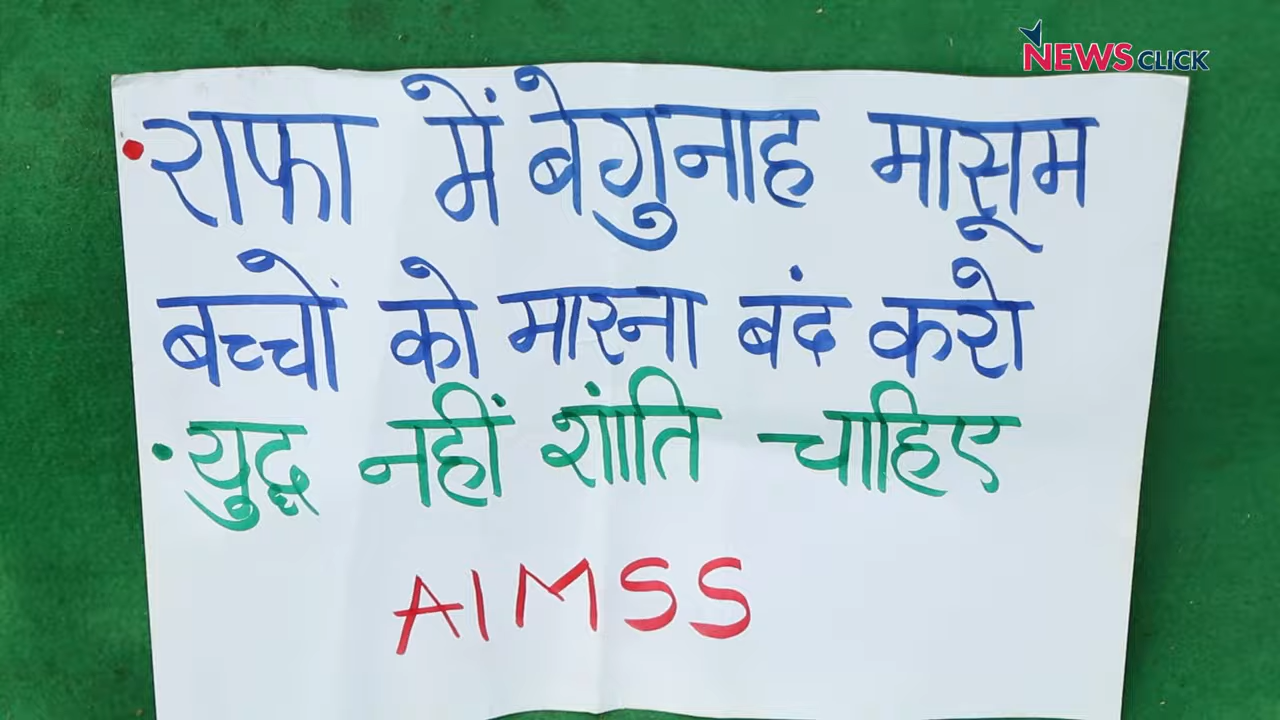 NEWSCLICK
• राफा में बेगुनाह मासूम
बच्चों को मारना बंद करो
• युद्ध नहीं शांति चाहिए
AIMSS